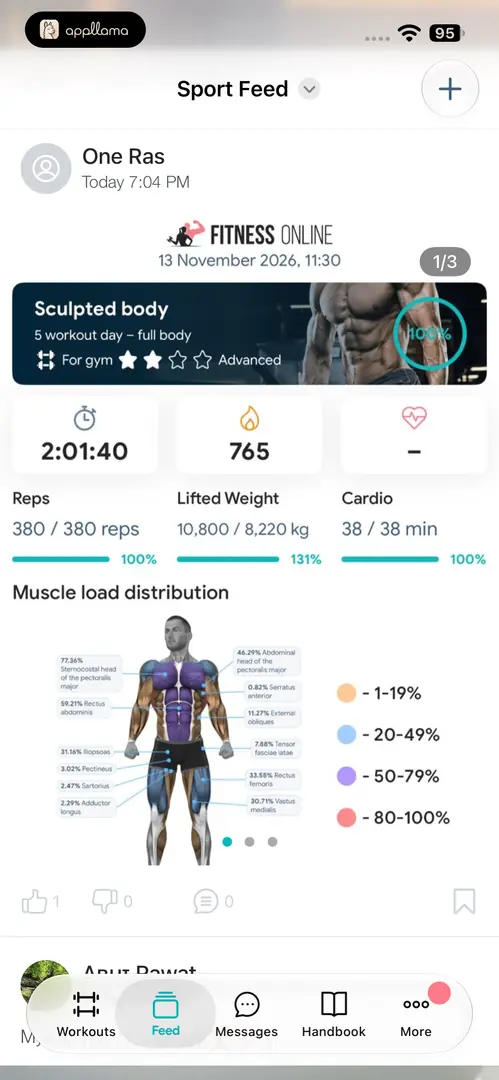 appllama
95
Sport Feed
One Ras
Today 7:04 PM
FITNESS ONLINE
13 November 2026, 11:30
1/3
Sculpted body
5 workout day – full body
For gym
Advanced
100%
2:01:40
765
–
Reps
Lifted Weight
Cardio
380 / 380 reps
10,800 / 8,220 kg
38 / 38 min
100%
131%
100%
Muscle load distribution
77.36%
Sternocostal head
of the pectoralis
major
59.21% Rectus
abdominis
31.16% Iliopsoas
3.02% Pectineus
2.47% Sartorius
2.29% Adductor
longus
46.29% Abdominal
head of the
pectoralis major
0.82% Serratus
anterior
11.27% External
obliques
7.88% Tensor
fasciae latae
33.55% Rectus
femoris
30.71% Vastus
medialis
- 1-19%
- 20-49%
- 50-79%
- 80-100%
1
0
0
Workouts
Feed
Messages
Handbook
More